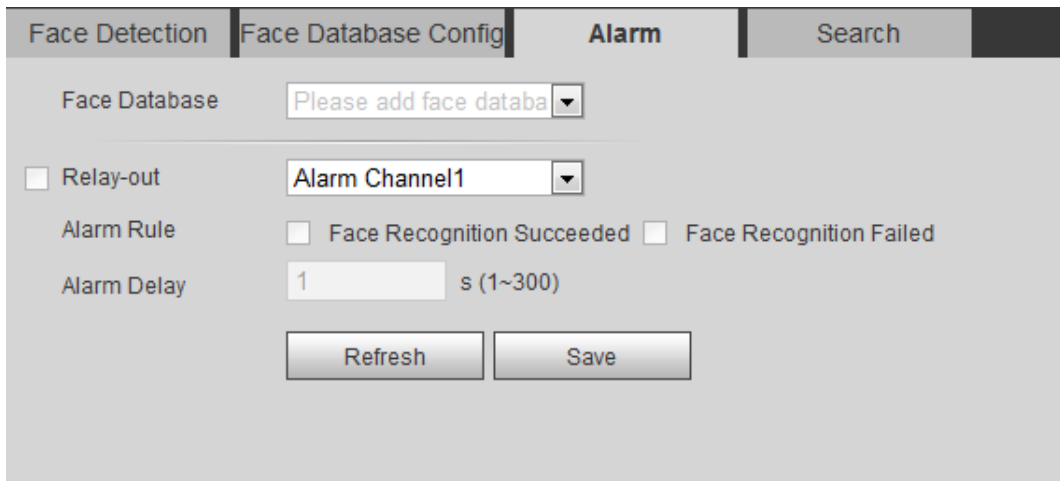 Face Detection Face Database Config Alarm Search
Face Database Please add face databa
Relay-out Alarm Channel1
Alarm Rule Face Recognition Succeeded Face Recognition Failed
Alarm Delay 1 s (1~300)
Refresh Save